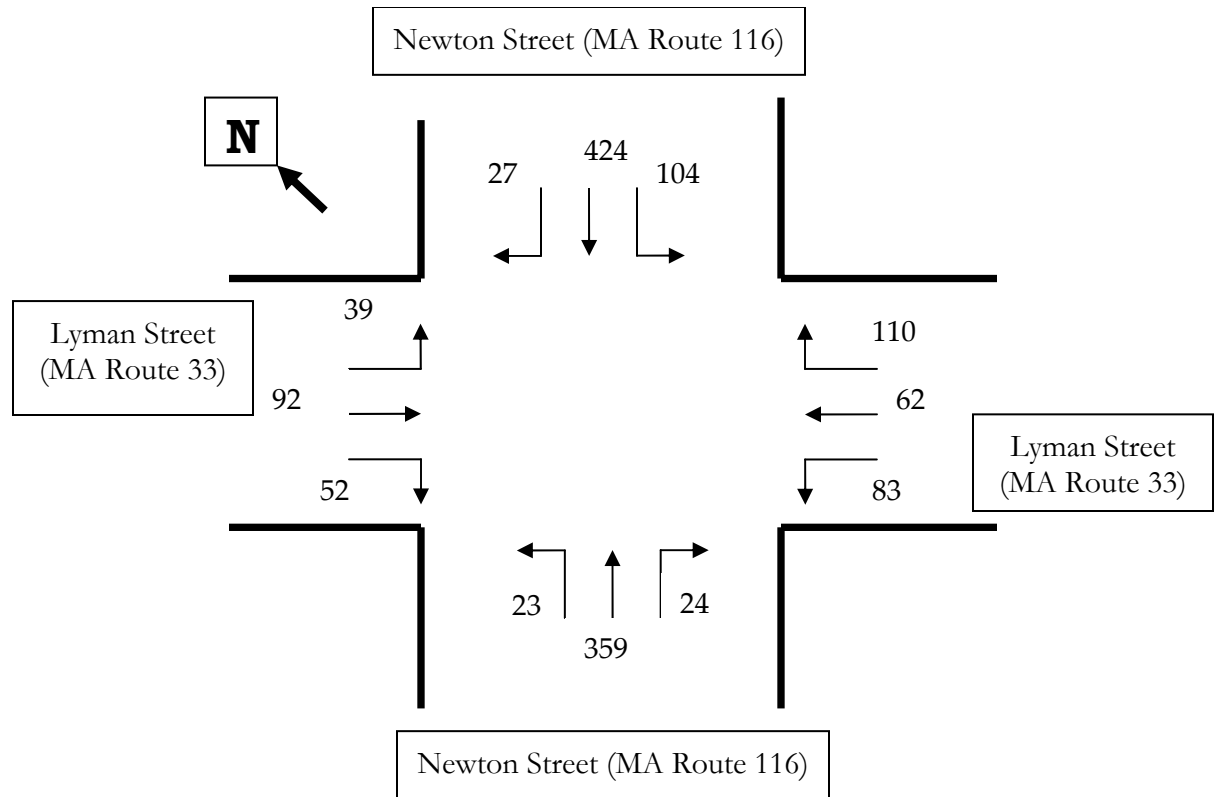 Newton Street (MA Route 116)
N
27
424
104
39
Lyman Street
(MA Route 33)
92
52
110
62
83
Lyman Street
(MA Route 33)
23
359
24
Newton Street (MA Route 116)